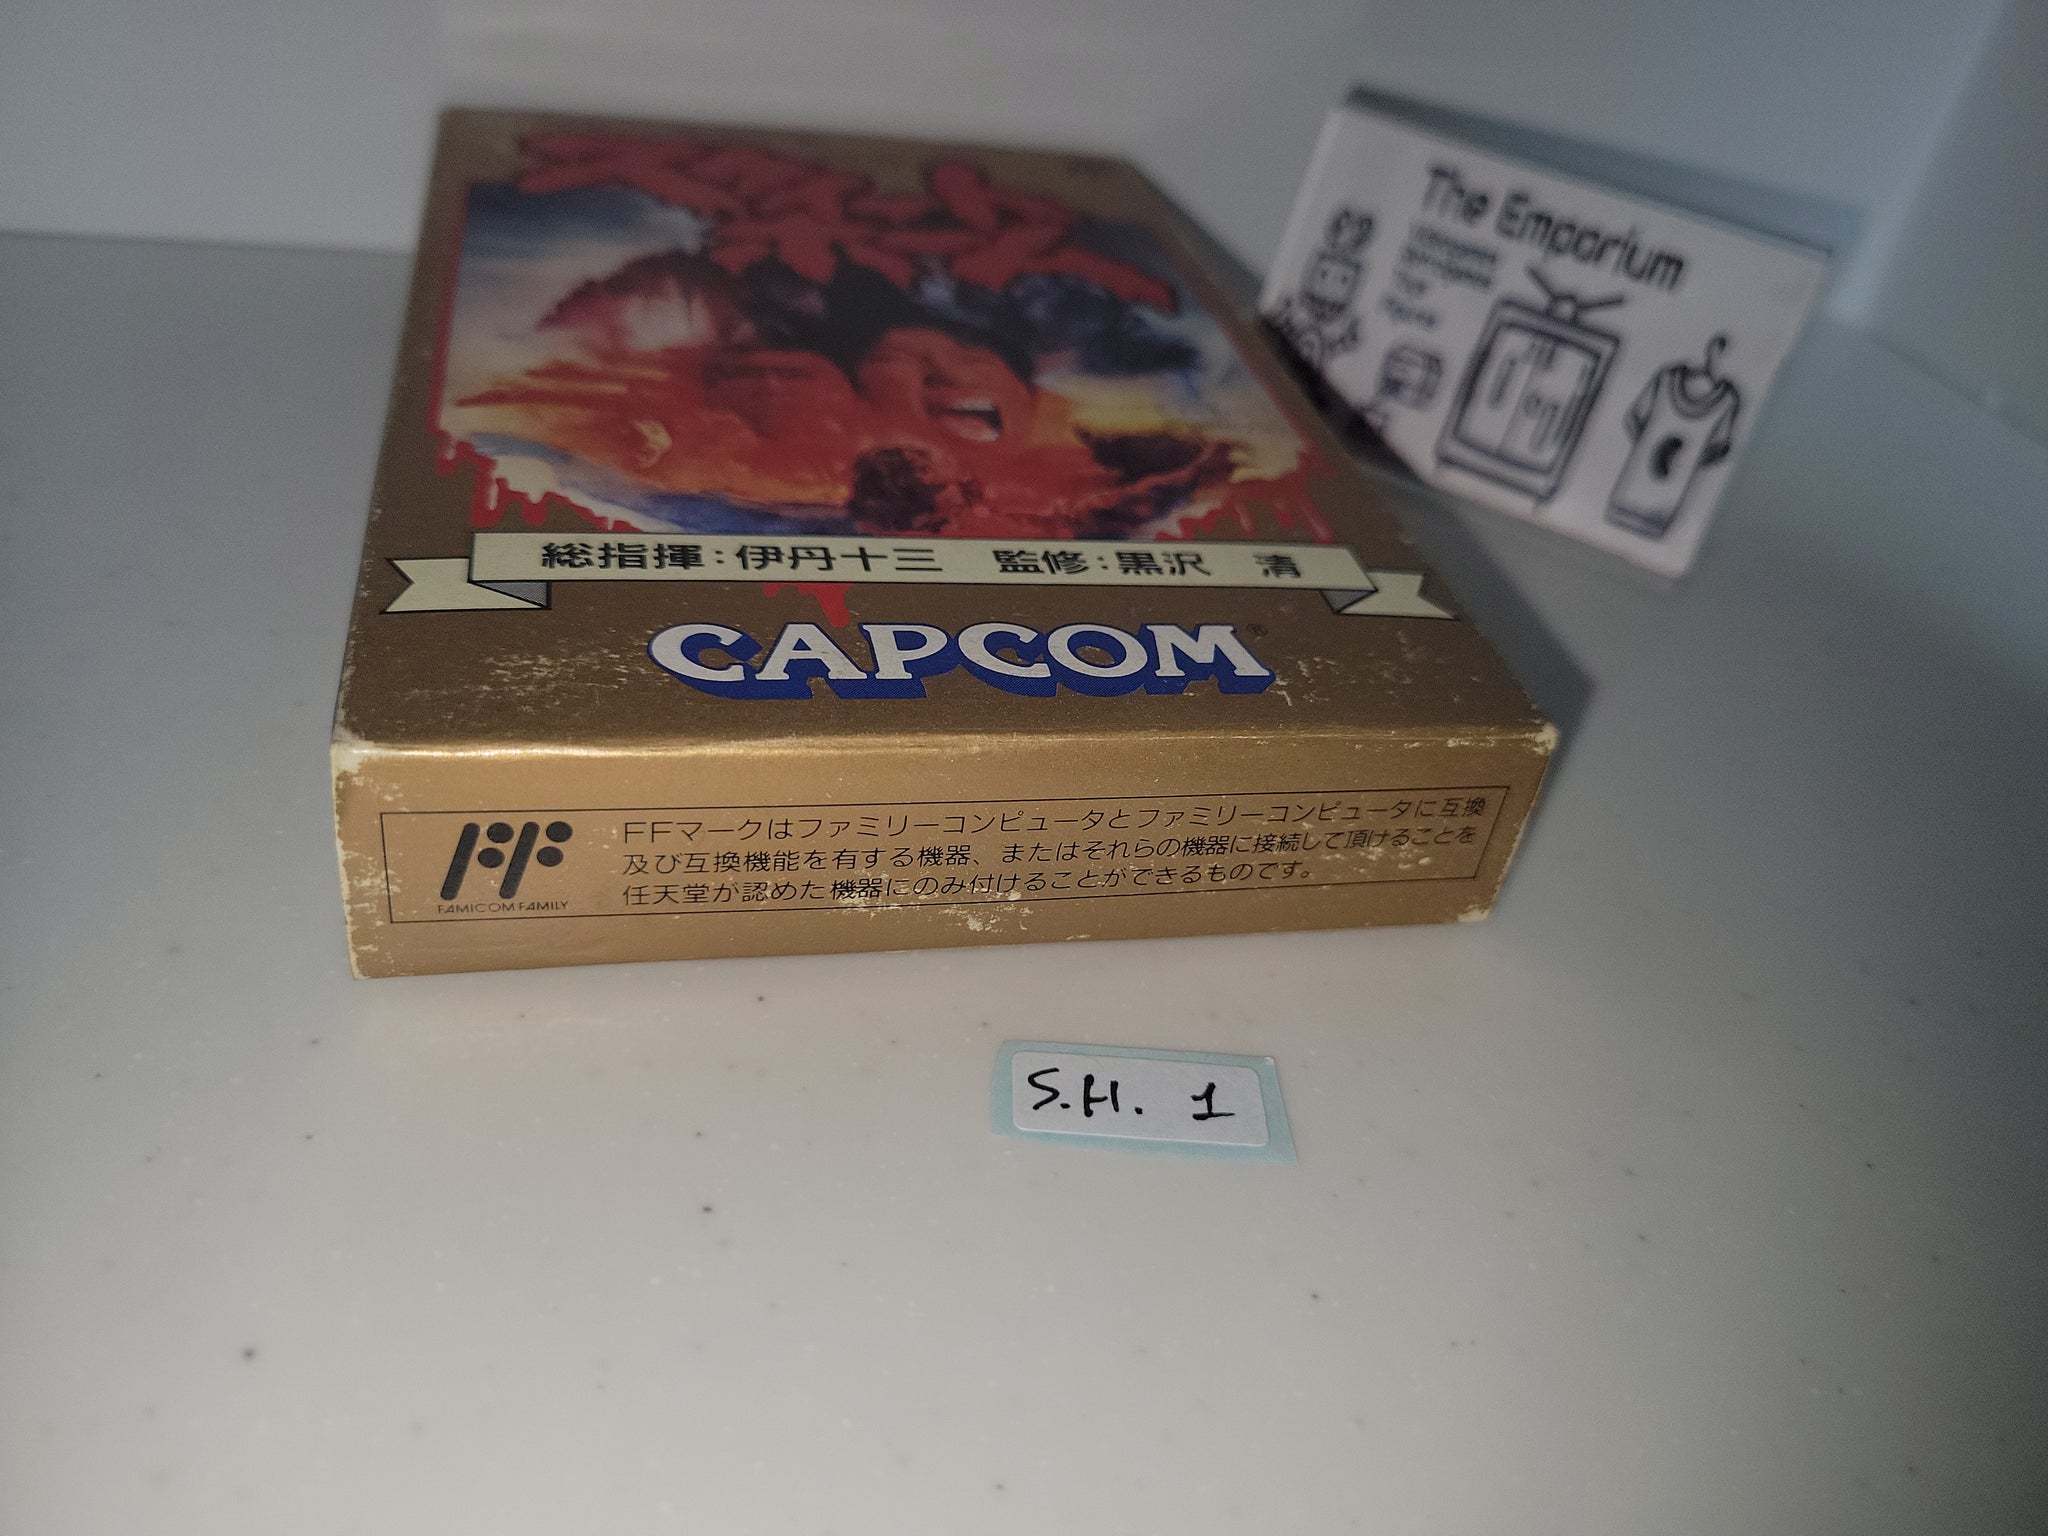 総指揮:伊丹十三 監修:黒沢 清
CAPCOM®
FF
FAMICOM FAMILY
FFマークはファミリーコンピュータとファミリーコンピュータに互換
及び互換機能を有する機器、またはそれらの機器に接続して頂けることを
任天堂が認めた機器にのみ付けることができるものです。
The Emporium
S.H. 1